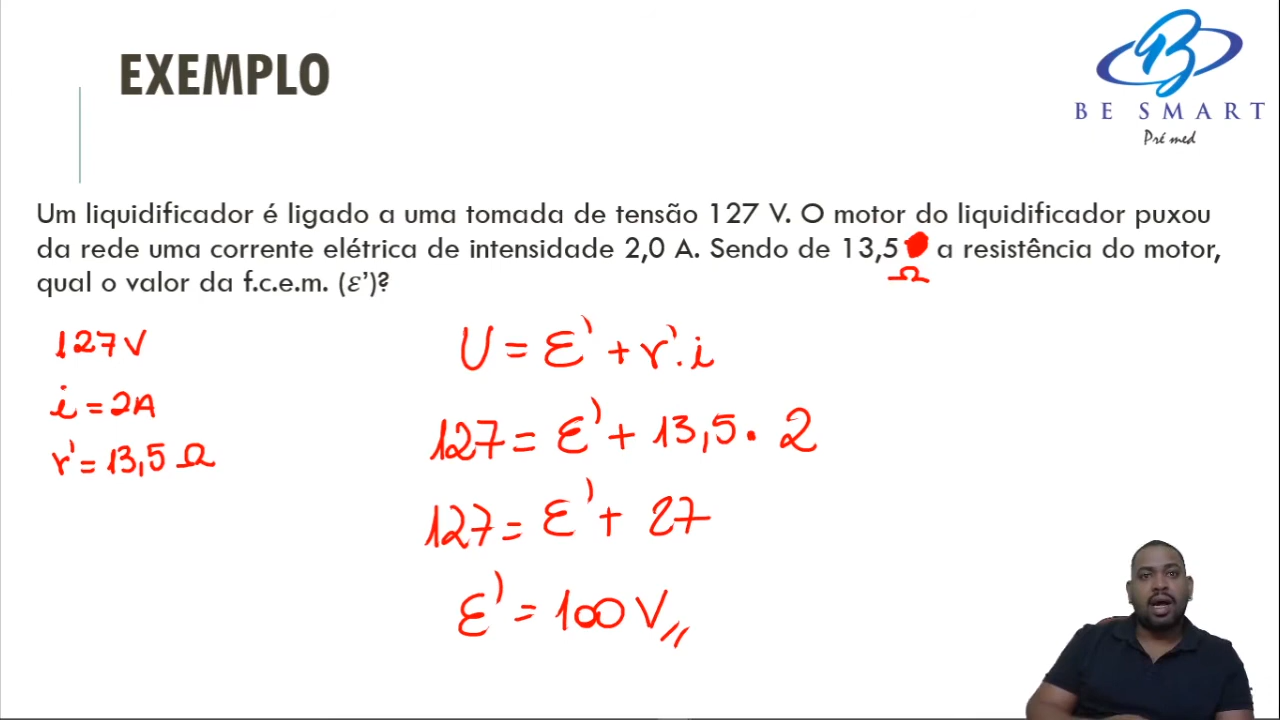 EXEMPLO
BE SMART
Pré med
Um liquidificador é ligado a uma tomada de tensão 127 V. O motor do liquidificador puxou
da rede uma corrente elétrica de intensidade 2,0 A. Sendo de 13,5 a resistência do motor,
Ω
qual o valor da f.c.e.m. (ε’)?
127 V
i = 2A
r' = 13,5 Ω
U = ε' + r'. i
127 = ε' + 13,5 . 2
127 = ε' + 27
ε' = 100 V //